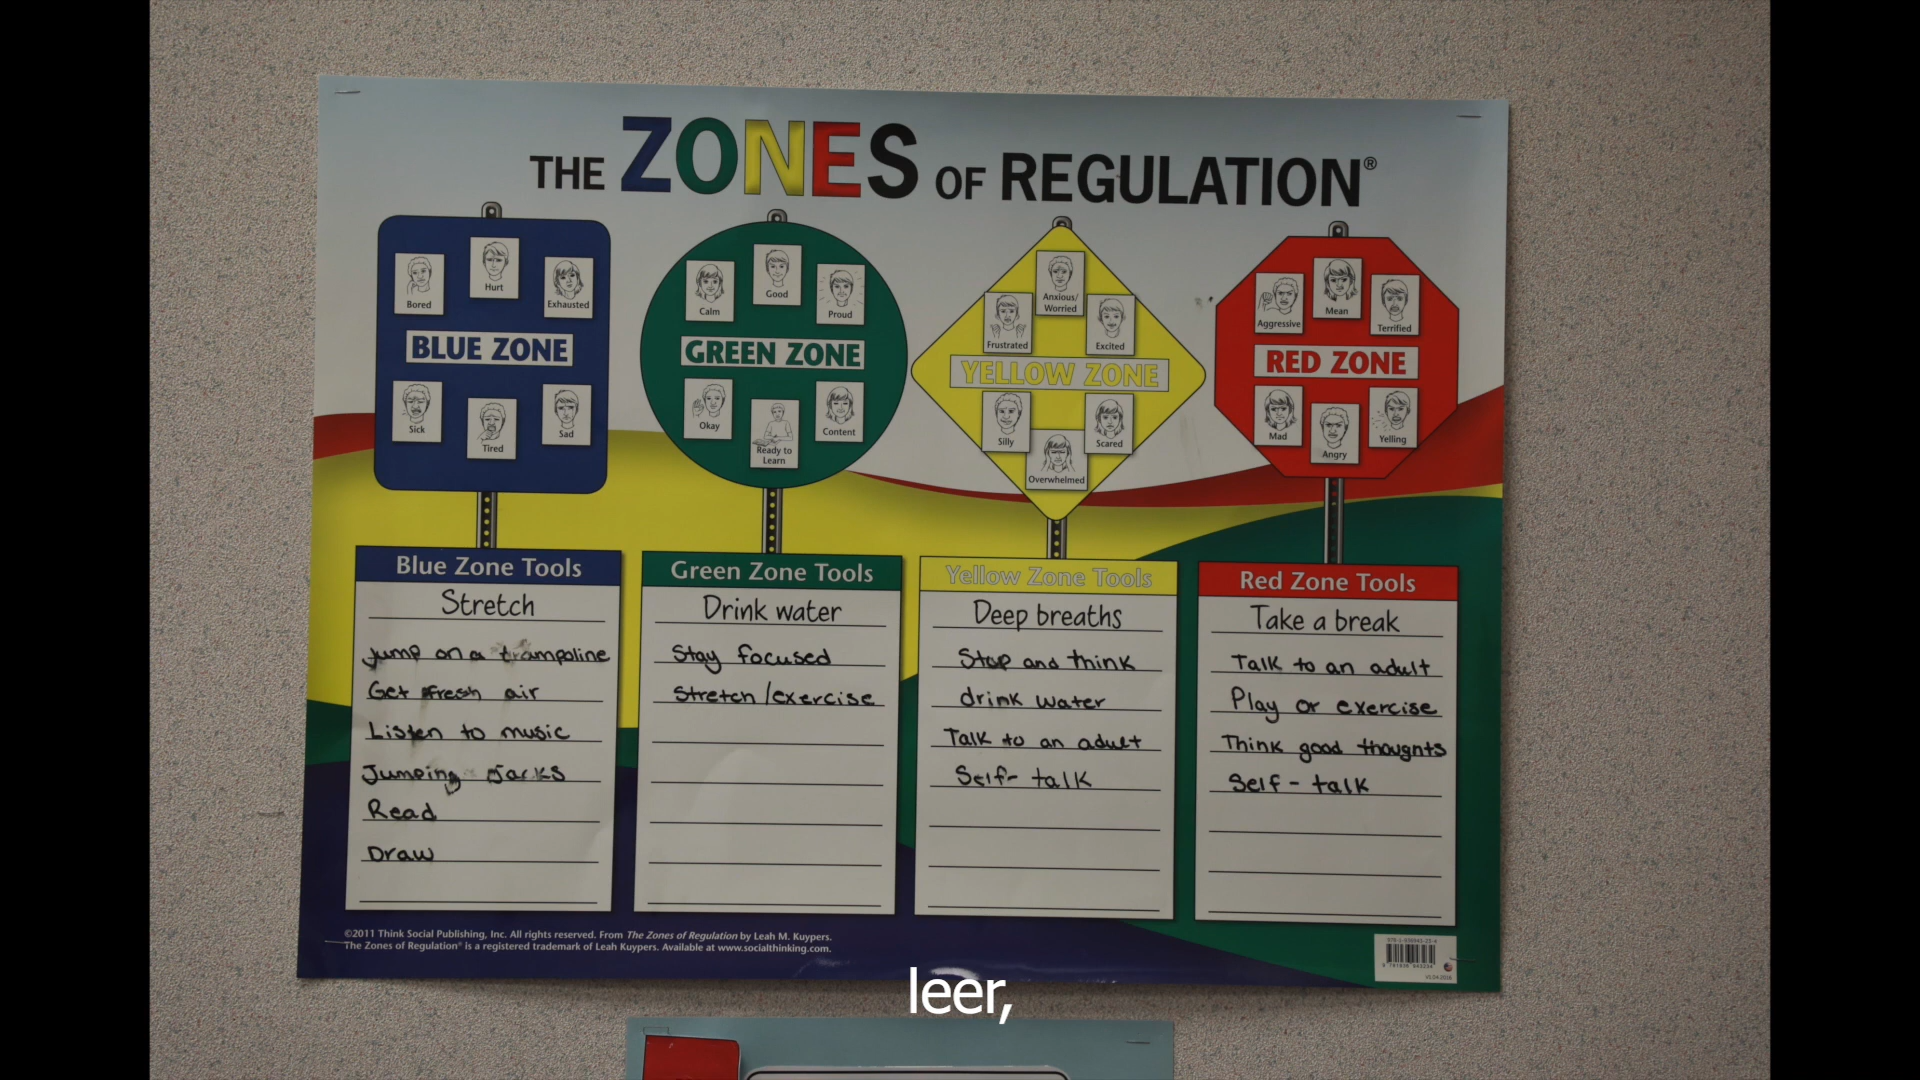 THE ZONES OF REGULATION®
Bored
Hurt
Exhausted
BLUE ZONE
Sick
Tired
Sad
Calm
Good
Proud
GREEN ZONE
Okay
Ready to
Learn
Content
Anxious/
Worried
Frustrated
Excited
YELLOW ZONE
Silly
Scared
Overwhelmed
Aggressive
Mean
Terrified
RED ZONE
Mad
Angry
Yelling
Blue Zone Tools
Stretch
Jump on a trampoline
Get fresh air
Listen to music
Jumping Jacks
Read
Draw
Green Zone Tools
Drink water
Stay focused
Stretch/exercise
Yellow Zone Tools
Deep breaths
Stop and think
drink water
Talk to an adult
Self-talk
Red Zone Tools
Take a break
Talk to an adult
Play or exercise
Think good thougnts
Self-talk
©2011 Think Social Publishing, Inc. All rights reserved. From The Zones of Regulation by Leah M. Kuypers.
The Zones of Regulation® is a registered trademark of Leah Kuypers. Available at www.socialthinking.com.
leer,